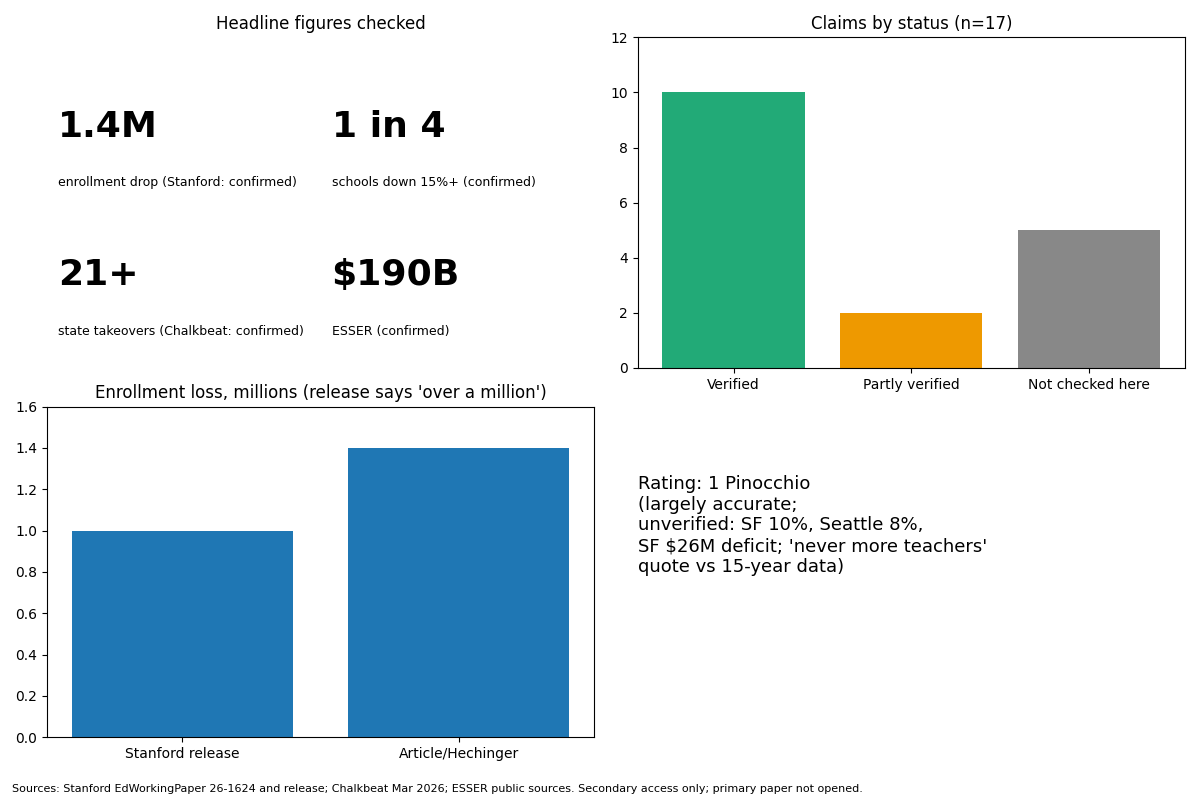 Headline figures checked
1.4M
1 in 4
enrollment drop (Stanford: confirmed)
schools down 15%+ (confirmed)
21+
$190B
state takeovers (Chalkbeat: confirmed)
ESSER (confirmed)
Claims by status (n=17)
12
10
8
6
4
2
0
Verified
Partly verified
Not checked here
Enrollment loss, millions (release says 'over a million')
1.6
1.4
1.2
1.0
0.8
0.6
0.4
0.2
0.0
Stanford release
Article/Hechinger
Rating: 1 Pinocchio
(largely accurate;
unverified: SF 10%, Seattle 8%,
SF $26M deficit; 'never more teachers'
quote vs 15-year data)
Sources: Stanford EdWorkingPaper 26-1624 and release; Chalkbeat Mar 2026; ESSER public sources. Secondary access only; primary paper not opened.